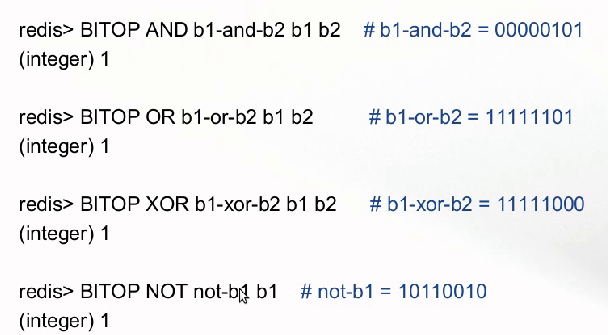 redis> BITOP AND b1-and-b2 b1 b2 # b1-and-b2 = 00000101
(integer) 1
redis> BITOP OR b1-or-b2 b1 b2 # b1-or-b2 = 11111101
(integer) 1
redis> BITOP XOR b1-xor-b2 b1 b2 # b1-xor-b2 = 11111000
(integer) 1
redis> BITOP NOT not-b1 b1 # not-b1 = 10110010
(integer) 1